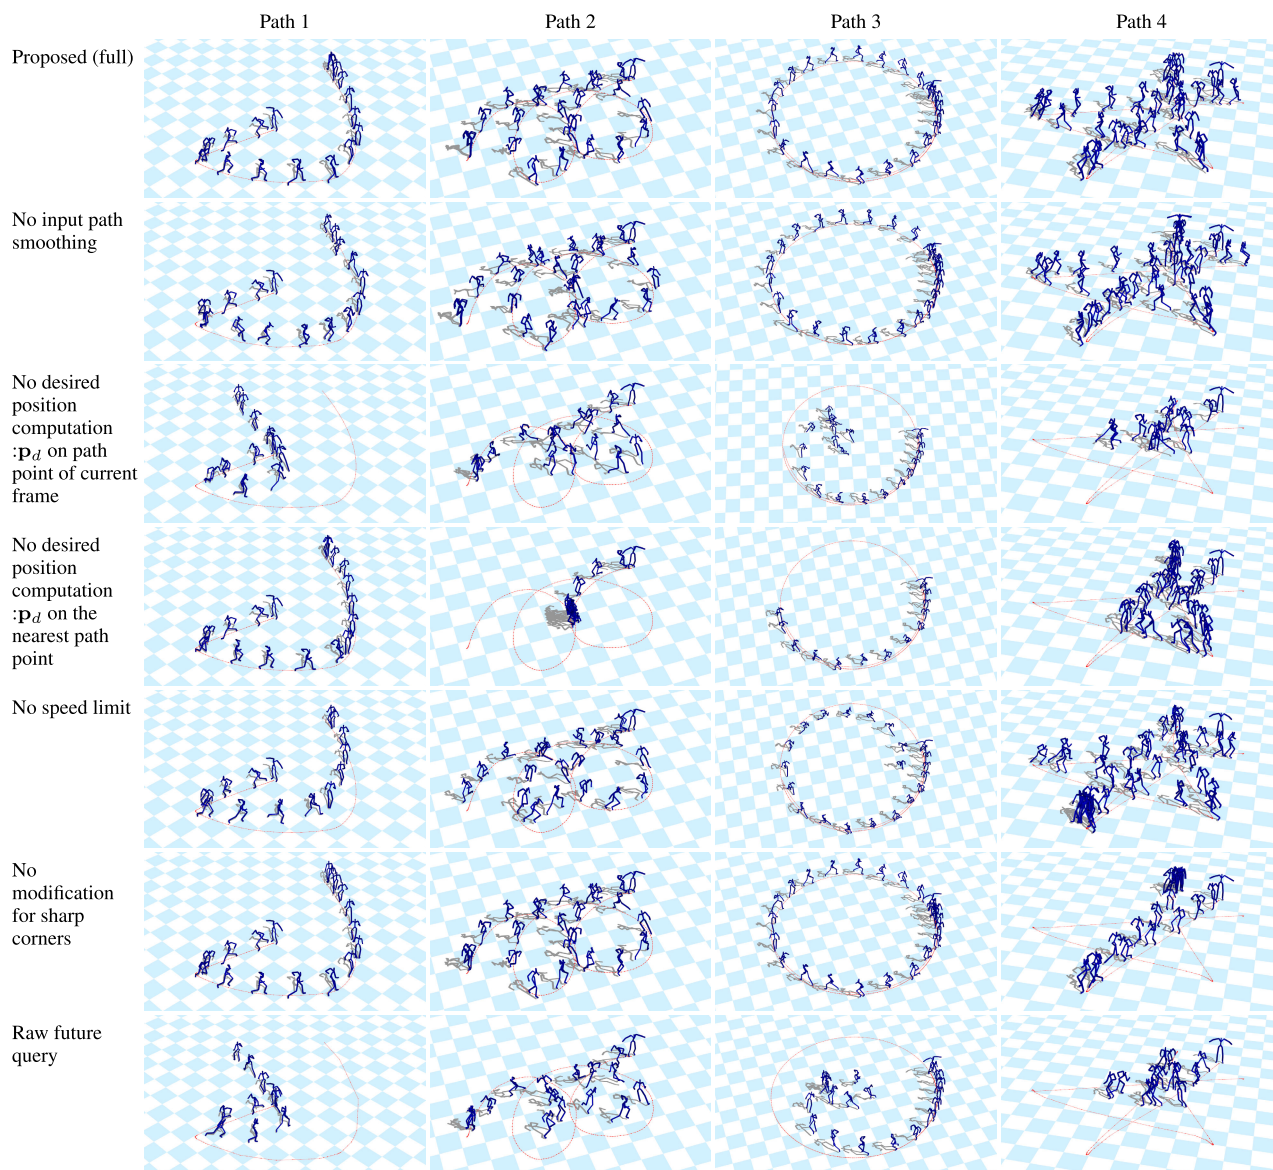 Path 1
Path 2
Path 3
Path 4
Proposed (full)
No input path
smoothing
No desired
position
computation
:p_d on path
point of current
frame
No desired
position
computation
:p_d on the
nearest path
point
No speed limit
No
modification
for sharp
corners
Raw future
query